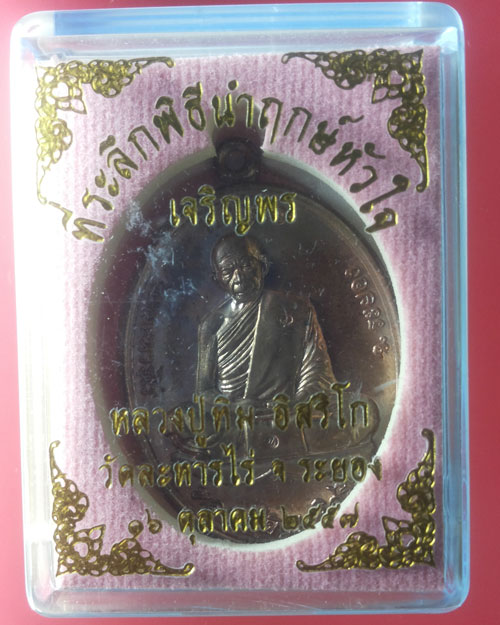 ที่ระลึกพิธีนำฤกษ์หัวใจ
เจริญพร
หลวงปู่ทิม อิสริโก
วัดละหารไร่ จ ระยอง
๑๖ ตุลาคม ๒๕๕๗